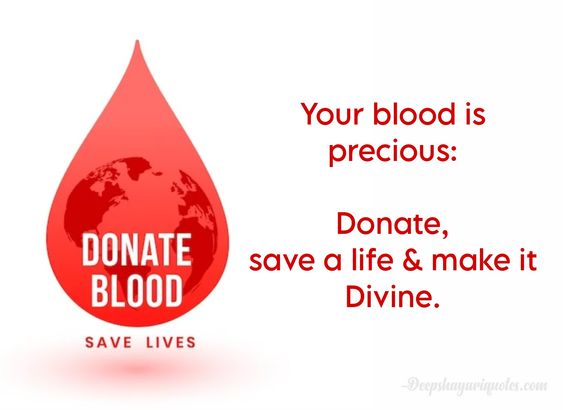 DONATE
BLOOD
SAVE LIVES
Your blood is
precious:
Donate,
save a life & make it
Divine.
-Deepshayariquotes.com